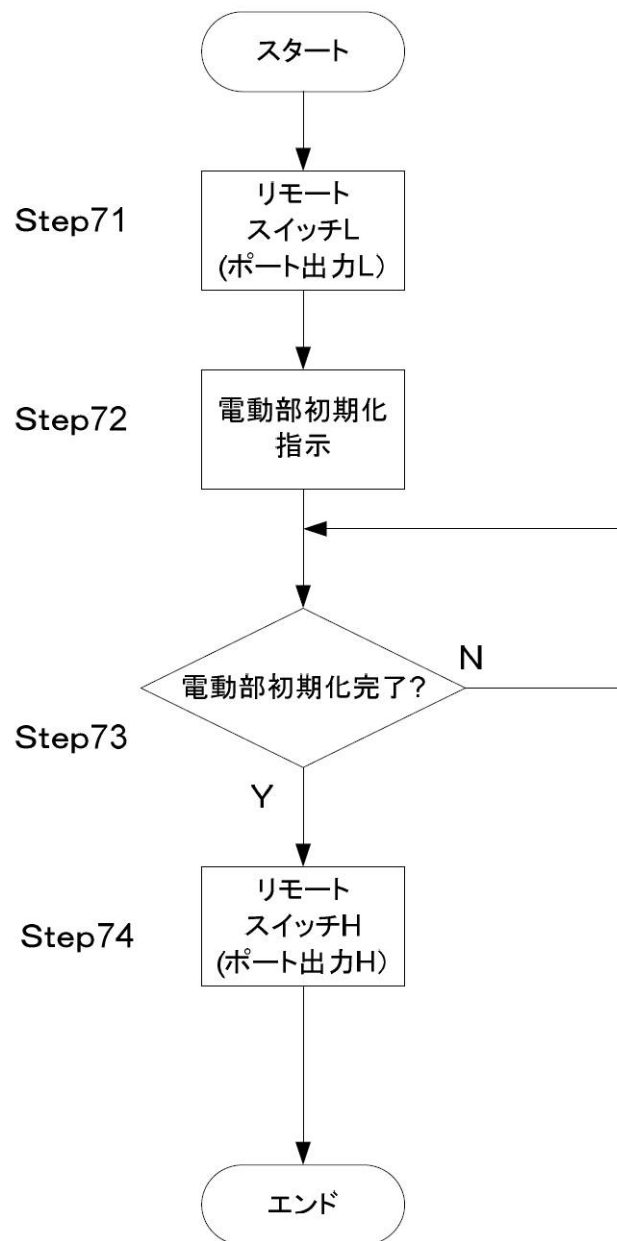 スタート
Step71
リモート
スイッチL
(ポート出力L)
Step72
電動部初期化
指示
電動部初期化完了?
N
Step73
Y
Step74
リモート
スイッチH
(ポート出力H)
エンド